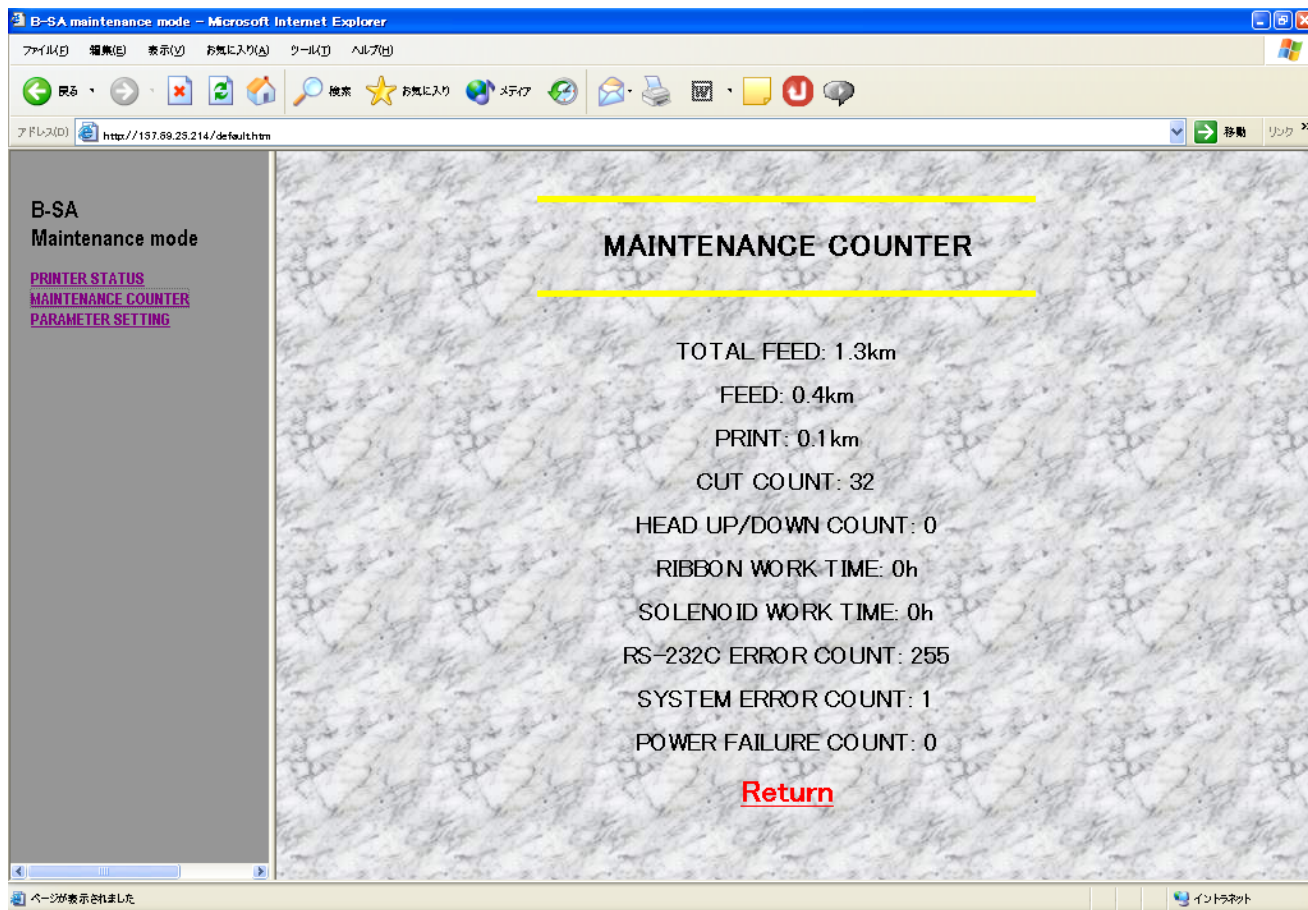 B-SA maintenance mode - Microsoft Internet Explorer
ファイル(F) 編集(E) 表示(V) お気に入り(A) ツール(T) ヘルプ(H)
戻る 検索 お気に入り メディア
アドレス(D) http://157.69.25.214/default.htm 移動 リンク
B-SA
Maintenance mode
PRINTER STATUS
MAINTENANCE COUNTER
PARAMETER SETTING
MAINTENANCE COUNTER
TOTAL FEED: 1.3km
FEED: 0.4km
PRINT: 0.1km
CUT COUNT: 32
HEAD UP/DOWN COUNT: 0
RIBBON WORK TIME: 0h
SOLENOID WORK TIME: 0h
RS-232C ERROR COUNT: 255
SYSTEM ERROR COUNT: 1
POWER FAILURE COUNT: 0
Return
ページが表示されました イントラネット